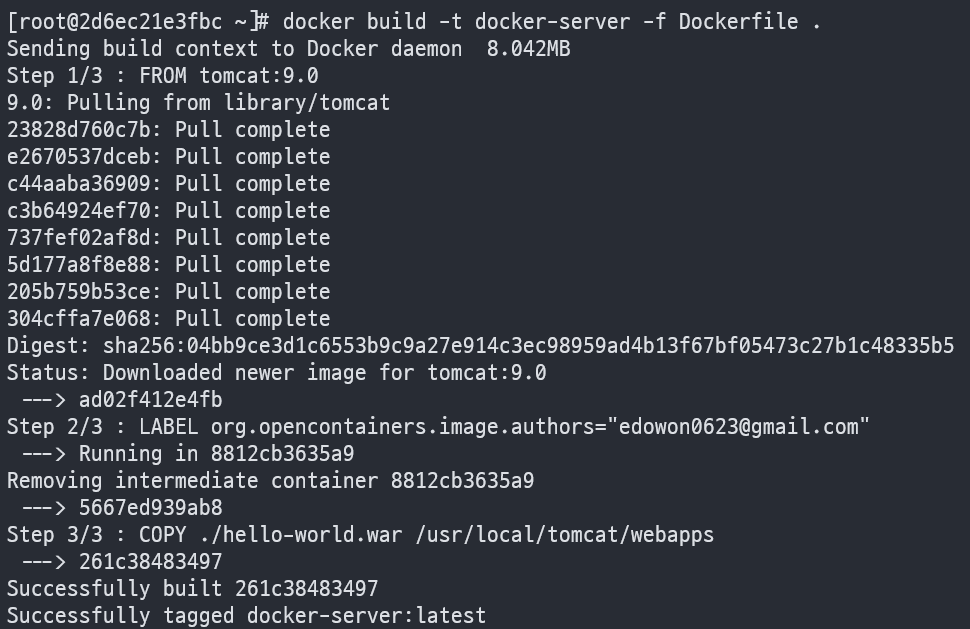 [root@2d6ec21e3fbc ~]# docker build -t docker-server -f Dockerfile .
Sending build context to Docker daemon  8.042MB
Step 1/3 : FROM tomcat:9.0
9.0: Pulling from library/tomcat
23828d760c7b: Pull complete
e2670537dceb: Pull complete
c44aaba36909: Pull complete
c3b64924ef70: Pull complete
737fef02af8d: Pull complete
5d177a8f8e88: Pull complete
205b759b53ce: Pull complete
304cffa7e068: Pull complete
Digest: sha256:04bb9ce3d1c6553b9c9a27e914c3ec98959ad4b13f67bf05473c27b1c48335b5
Status: Downloaded newer image for tomcat:9.0
 ---> ad02f412e4fb
Step 2/3 : LABEL org.opencontainers.image.authors="edowon0623@gmail.com"
 ---> Running in 8812cb3635a9
Removing intermediate container 8812cb3635a9
 ---> 5667ed939ab8
Step 3/3 : COPY ./hello-world.war /usr/local/tomcat/webapps
 ---> 261c38483497
Successfully built 261c38483497
Successfully tagged docker-server:latest